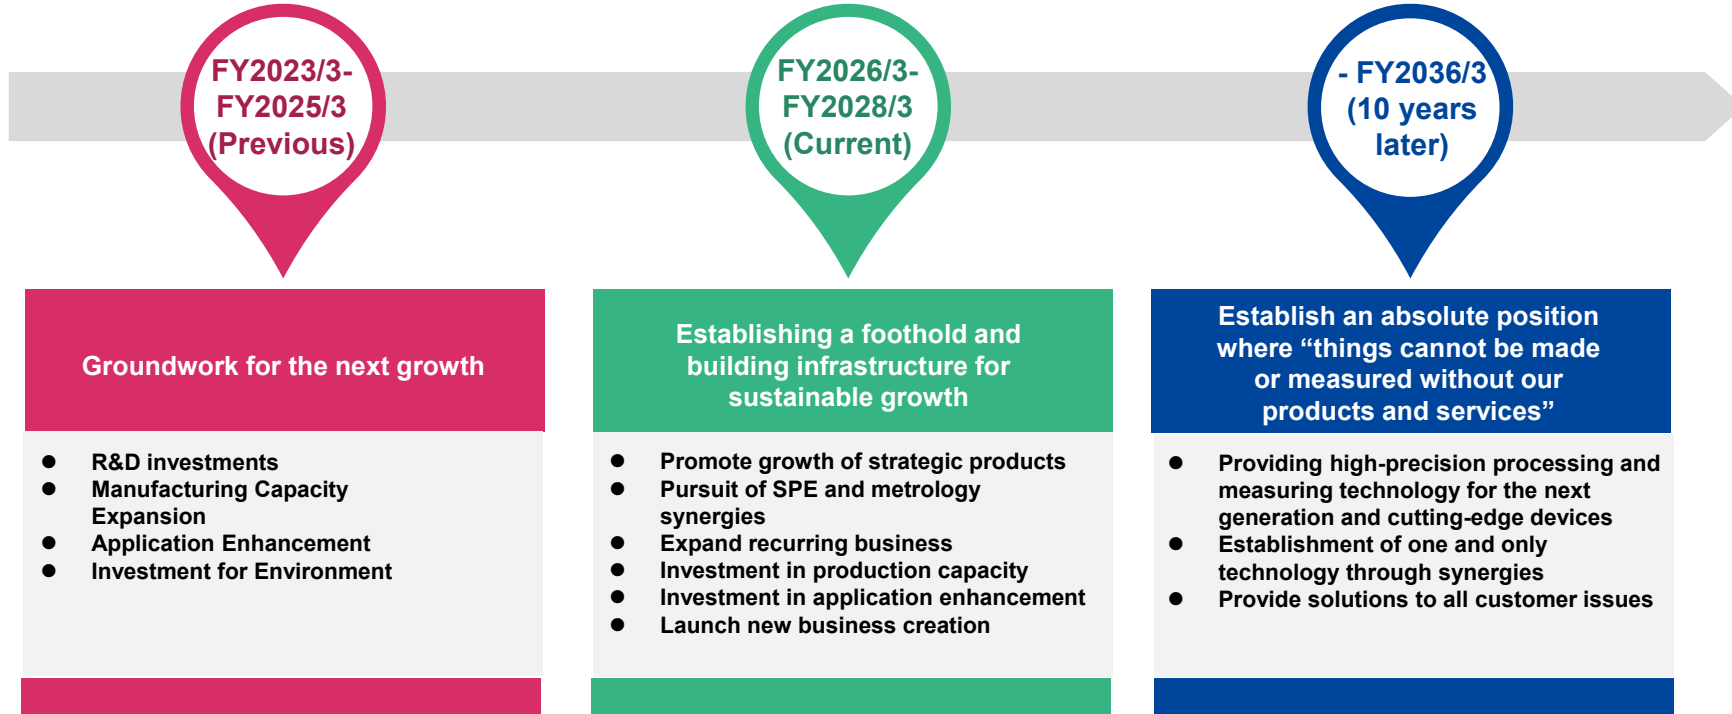 FY2023/3-
FY2025/3
(Previous)
FY2026/3-
FY2028/3
(Current)
- FY2036/3
(10 years
later)
Groundwork for the next growth
● R&D investments
● Manufacturing Capacity
Expansion
● Application Enhancement
● Investment for Environment
Establishing a foothold and
building infrastructure for
sustainable growth
● Promote growth of strategic products
● Pursuit of SPE and metrology
synergies
● Expand recurring business
● Investment in production capacity
● Investment in application enhancement
● Launch new business creation
Establish an absolute position
where “things cannot be made
or measured without our
products and services”
● Providing high-precision processing and
measuring technology for the next
generation and cutting-edge devices
● Establishment of one and only
technology through synergies
● Provide solutions to all customer issues